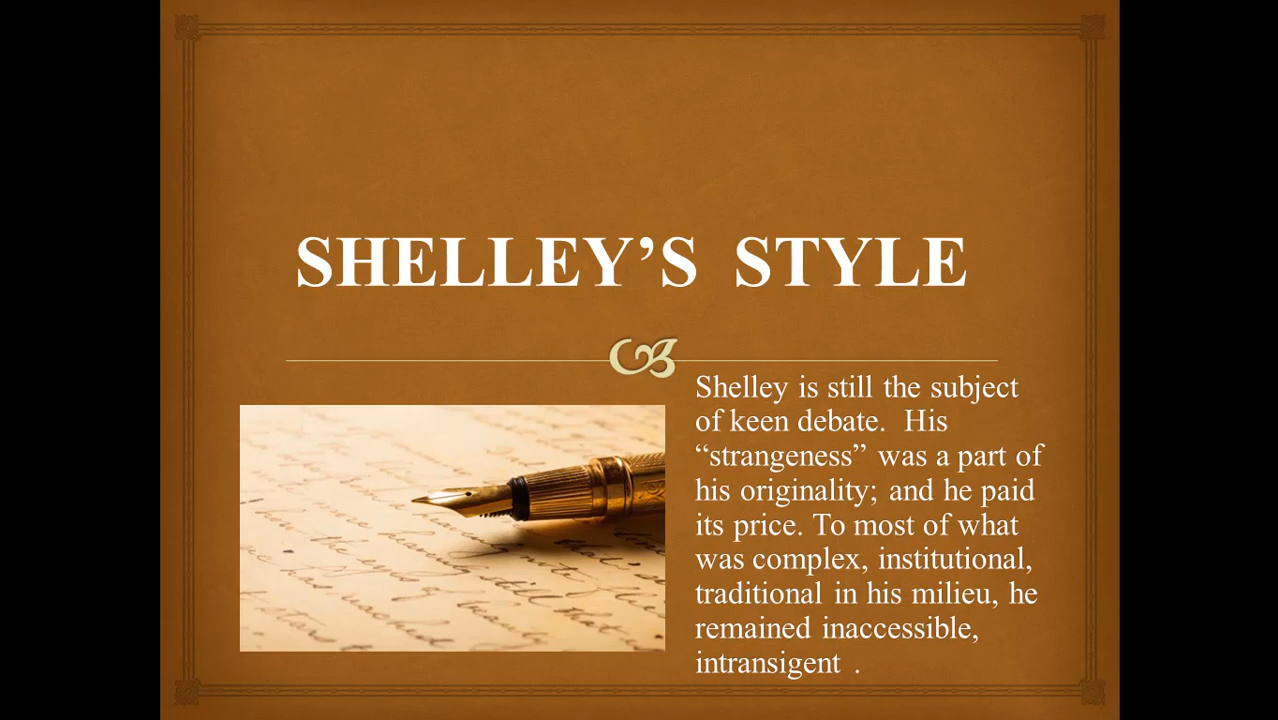 SHELLEY’S STYLE
Shelley is still the subject
of keen debate. His
“strangeness” was a part of
his originality; and he paid
its price. To most of what
was complex, institutional,
traditional in his milieu, he
remained inaccessible,
intransigent .